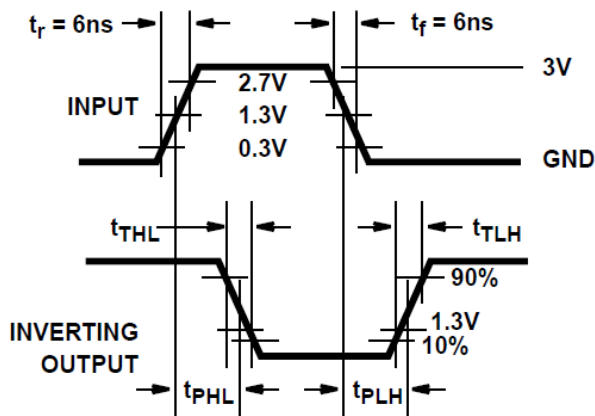 tr = 6ns
tf = 6ns
3V
2.7V
INPUT
1.3V
0.3V
GND
tTHL
tTLH
90%
INVERTING
OUTPUT
1.3V
10%
tPHL
tPLH